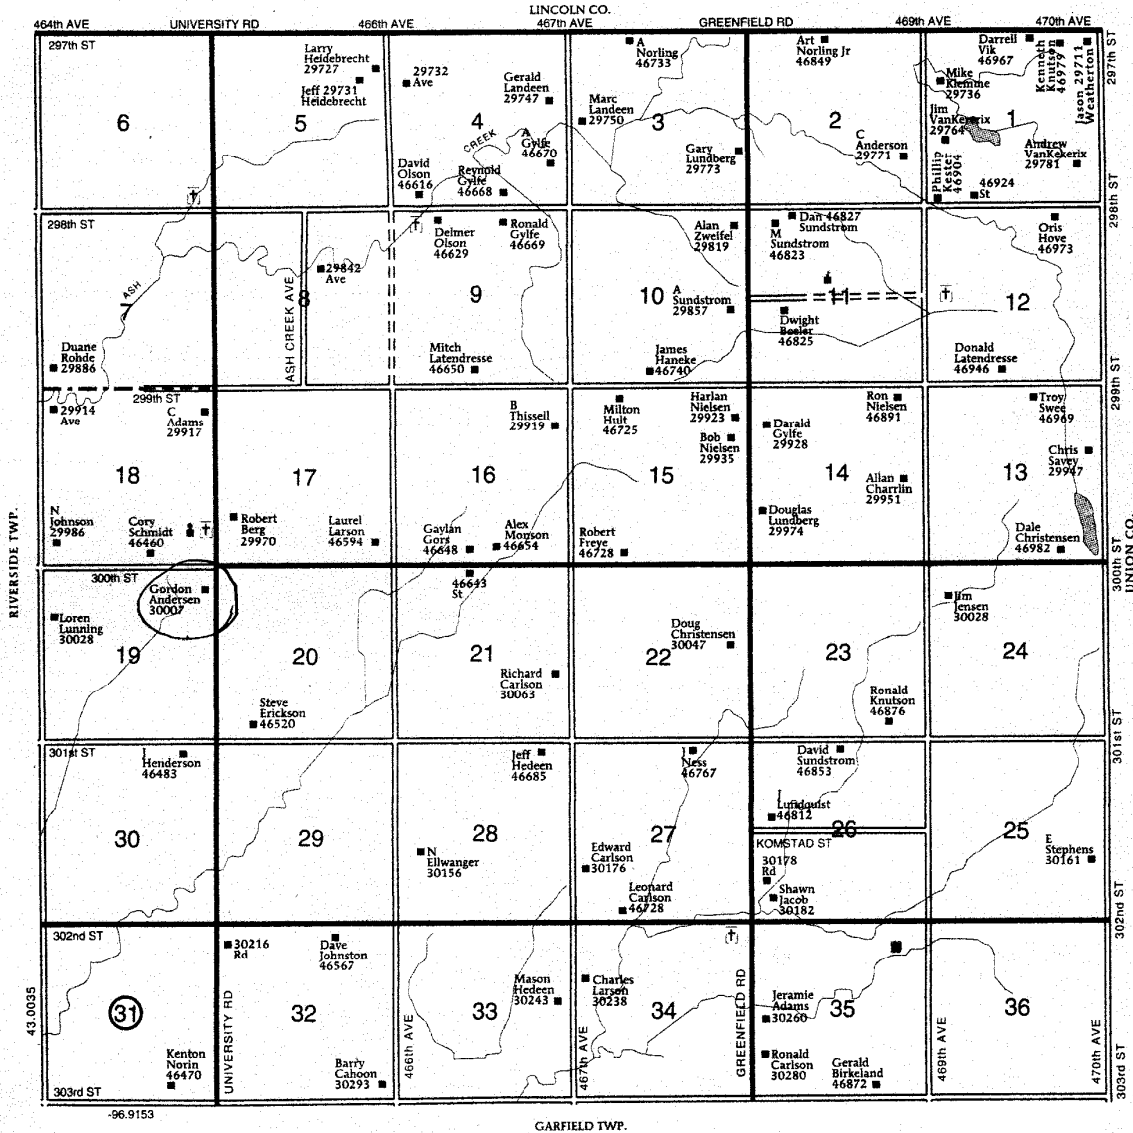 LINCOLN CO.
464th AVE
UNIVERSITY RD
466th AVE
467th AVE
GREENFIELD RD
469th AVE
470th AVE
297th ST
297th ST
6
5
Larry
Heidebrecht
29727
Jeff 29731
Heidebrecht
4
29732
Ave
Gerald
Landeen
29747
CREEK
A
Gylfe
46670
David
Olson
46616
Reynold
Gylfe
46668
3
A
Norling
46733
Marc
Landeen
29750
Gary
Lundberg
29773
2
Art
Norling Jr
46849
C
Anderson
29771
1
Darrell
Vik
46967
Kenneth
Knutson
46979
Jason 29711
Weatherton
Mike
Klemme
29736
Jim
VanKekerix
29764
Andrew
VanKekerix
29781
Phillip
Kester
46904
46924
St
298th ST
298th ST
ASH
ASH CREEK AVE
8
29842
Ave
Duane
Rohde
29886
9
Delmer
Olson
46629
Ronald
Gylfe
46669
Mitch
Latendresse
46650
10
Alan
Zweifel
29819
A
Sundstrom
29857
James
Haneke
46740
11
Dan 46827
Sundstrom
M
Sundstrom
46823
Dwight
Beeler
46825
12
Oris
Hove
46973
Donald
Latendresse
46946
299th ST
299th ST
18
29914
Ave
C
Adams
29917
N
Johnson
29986
Cory
Schmidt
46460
17
Robert
Berg
29970
Laurel
Larson
46594
16
B
Thissell
29919
Gaylan
Gors
46648
Alex
Monson
46654
15
Milton
Hult
46725
Harlan
Nielsen
29923
Bob
Nielsen
29935
Robert
Freye
46728
14
Darald
Gylfe
29928
Ron
Nielsen
46891
Allan
Charrlin
29951
Douglas
Lundberg
29974
13
Troy
Swee
46969
Chris
Savey
29947
Dale
Christensen
46982
RIVERSIDE TWP.
UNION CO.
300th ST
300th ST
19
Gordon
Andersen
30007
Loren
Lunning
30028
20
Steve
Erickson
46520
21
46643
St
Richard
Carlson
30063
22
Doug
Christensen
30047
23
Ronald
Knutson
46876
24
Jim
Jensen
30028
301st ST
301st ST
30
J
Henderson
46483
29
28
Jeff
Hedeen
46685
N
Ellwanger
30156
27
J
Ness
46767
Edward
Carlson
30176
Leonard
Carlson
46728
26
David
Sundstrom
46853
J
Lundquist
46812
KOMSTAD ST
30178
Rd
Shawn
Jacob
30182
25
E
Stephens
30161
302nd ST
302nd ST
31
Kenton
Norin
46470
32
30216
Rd
Dave
Johnston
46567
Barry
Cahoon
30293
33
Mason
Hedeen
30243
34
Charles
Larson
30238
35
Jeramie
Adams
30260
Ronald
Carlson
30280
Gerald
Birkeland
46872
36
43.0035
UNIVERSITY RD
466th AVE
467th AVE
GREENFIELD RD
469th AVE
470th AVE
303rd ST
303rd ST
-96.9153
GARFIELD TWP.